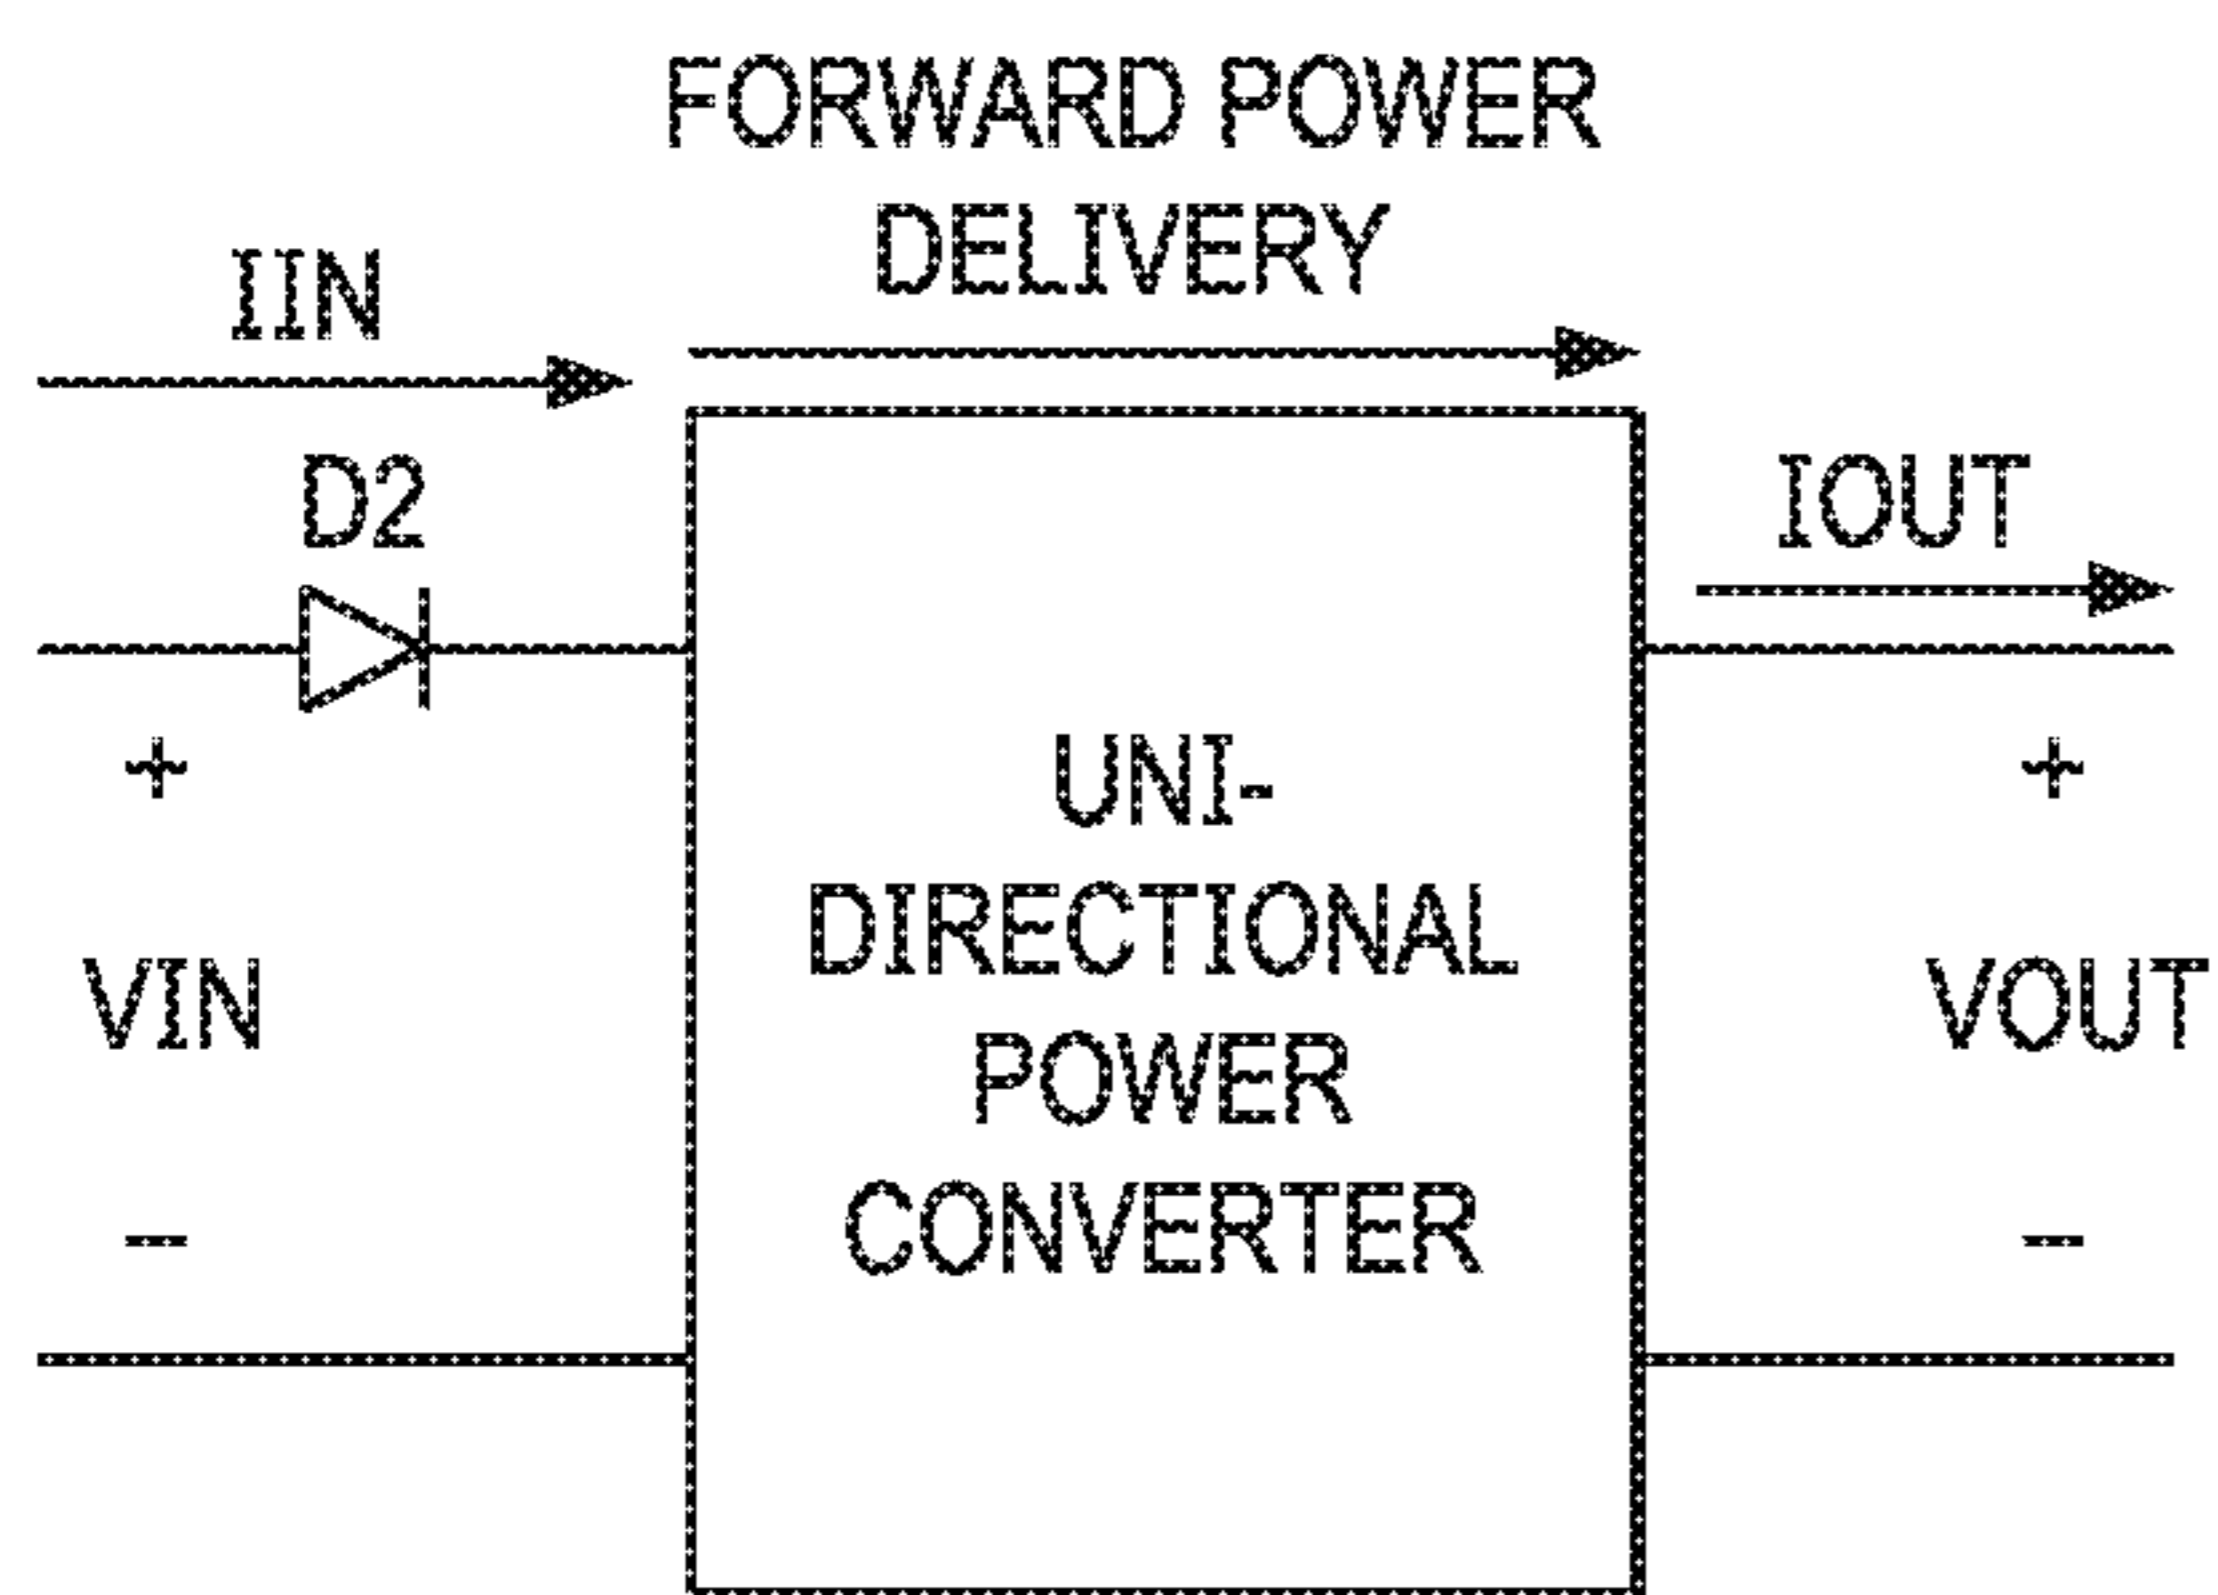 FORWARD POWER
DELIVERY
IIN
D2
IOUT
+
+
UNI-
DIRECTIONAL
POWER
CONVERTER
VIN
VOUT
−
−